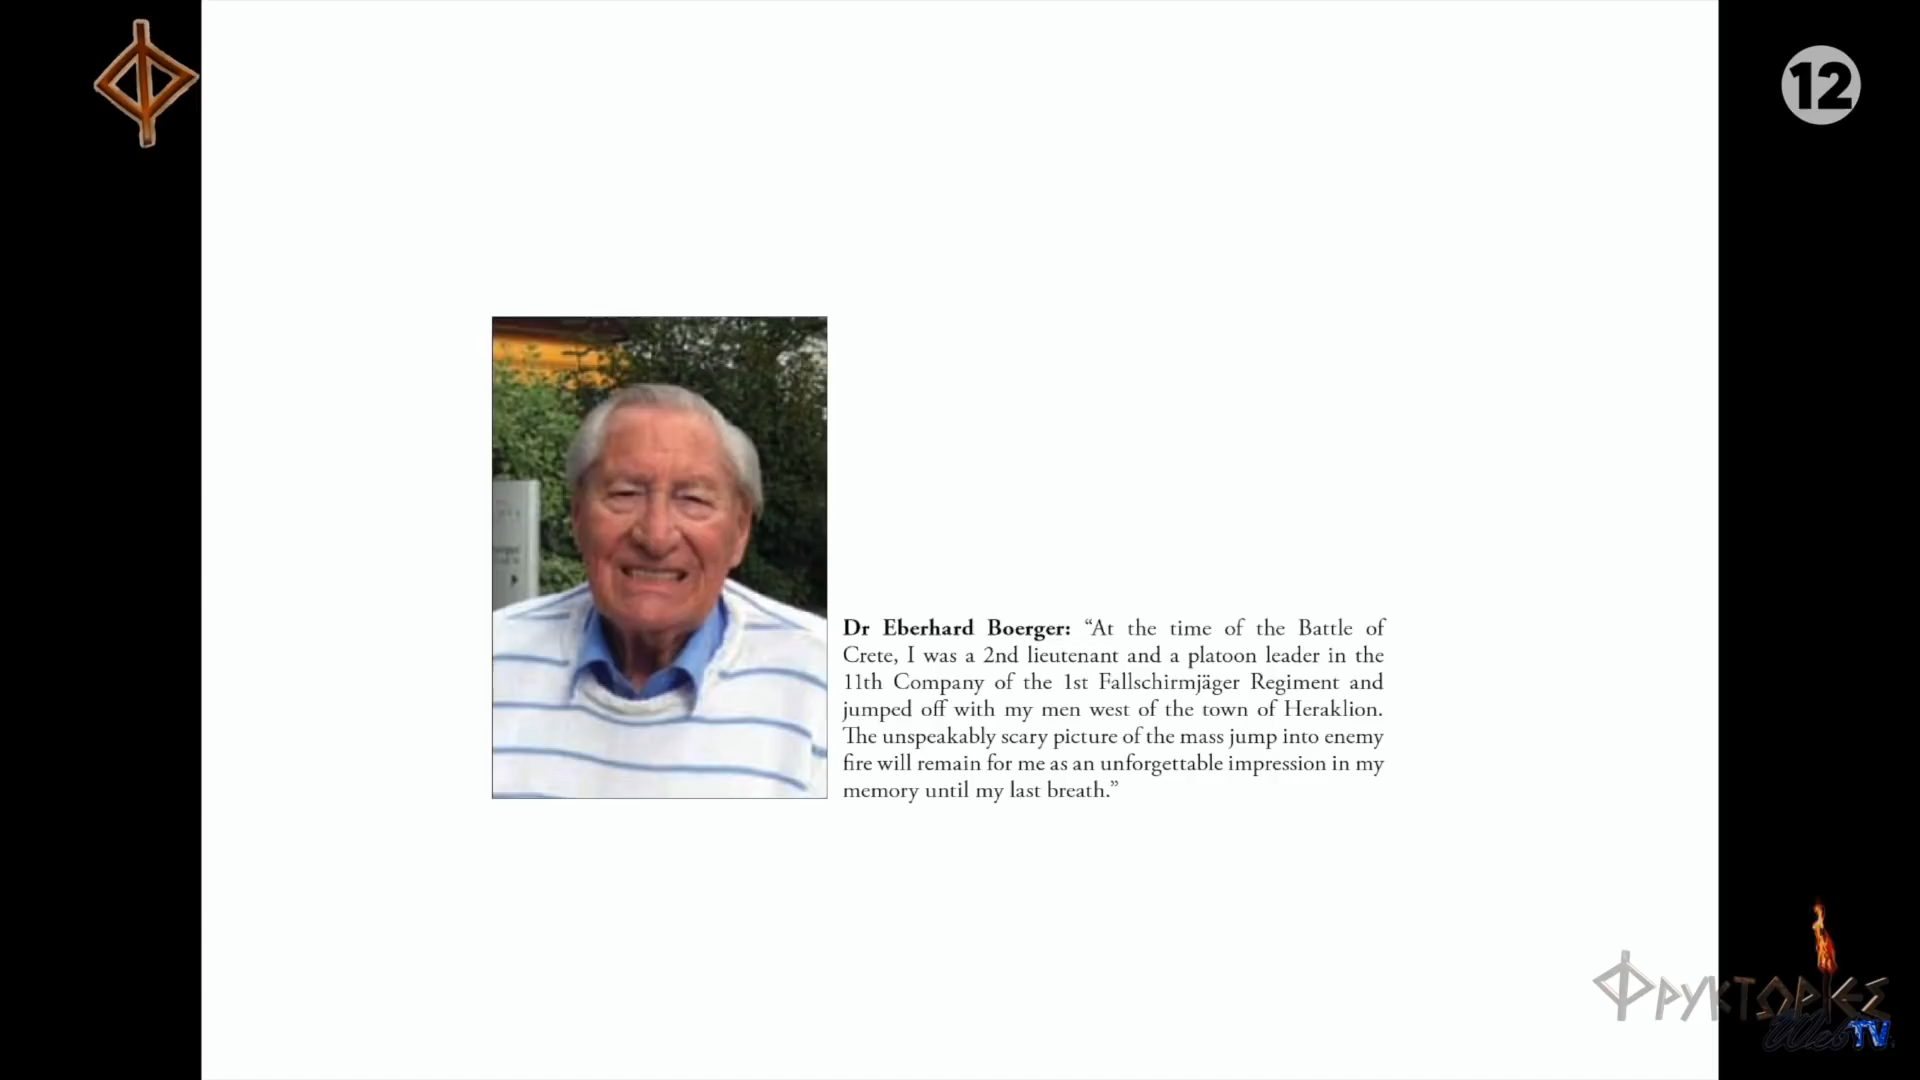 12
Dr Eberhard Boerger: “At the time of the Battle of
Crete, I was a 2nd lieutenant and a platoon leader in the
11th Company of the 1st Fallschirmjäger Regiment and
jumped off with my men west of the town of Heraklion.
The unspeakably scary picture of the mass jump into enemy
fire will remain for me as an unforgettable impression in my
memory until my last breath.”
Φρυκτωρίες
Web TV